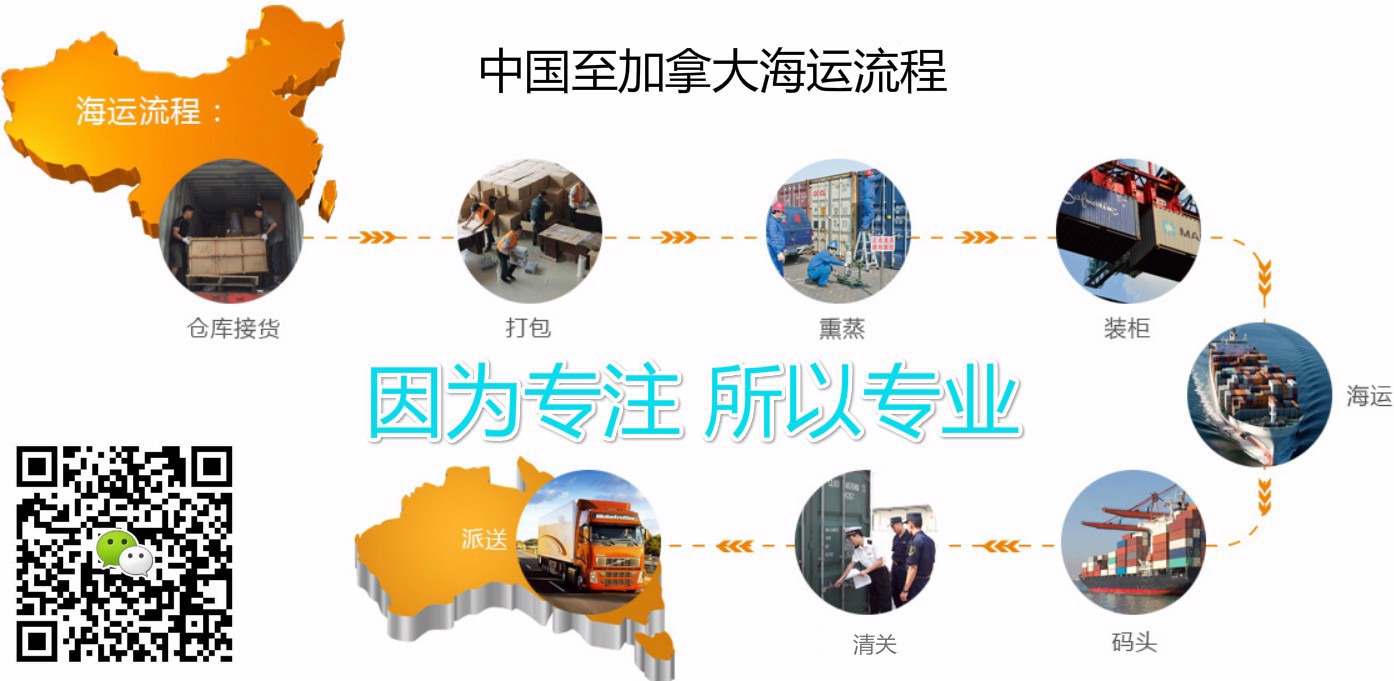 中国至加拿大海运流程
海运流程：
仓库接货
打包
熏蒸
装柜
海运
因为专注 所以专业
派送
清关
码头
MA